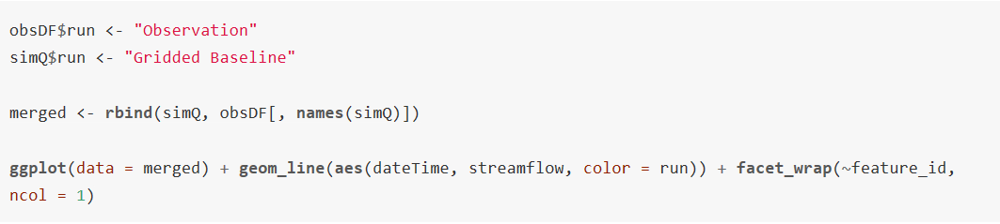 obsDF$run <- "Observation"
simQ$run <- "Gridded Baseline"
merged <- rbind(simQ, obsDF[, names(simQ)])
ggplot(data = merged) + geom_line(aes(dateTime, streamflow, color = run)) + facet_wrap(~feature_id,
ncol = 1)